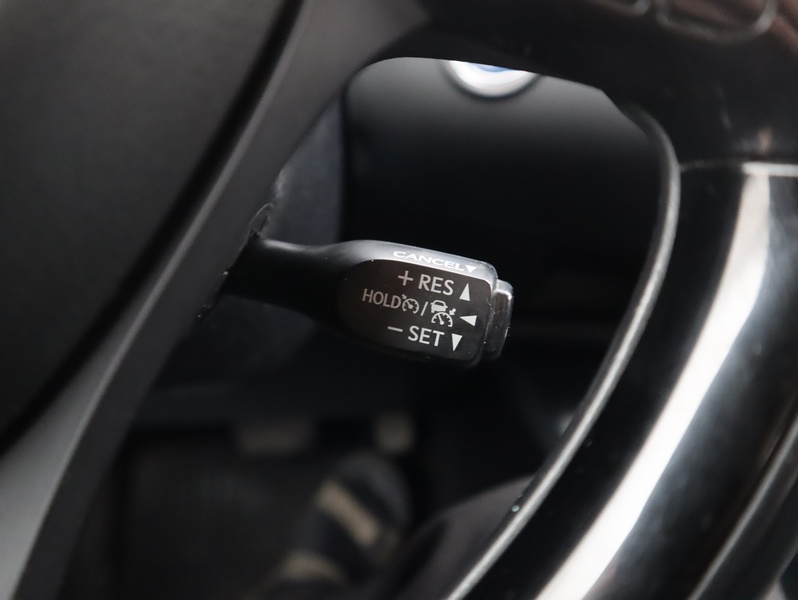 CANCEL▼
+ RES ▲
HOLD / ◀
− SET ▼